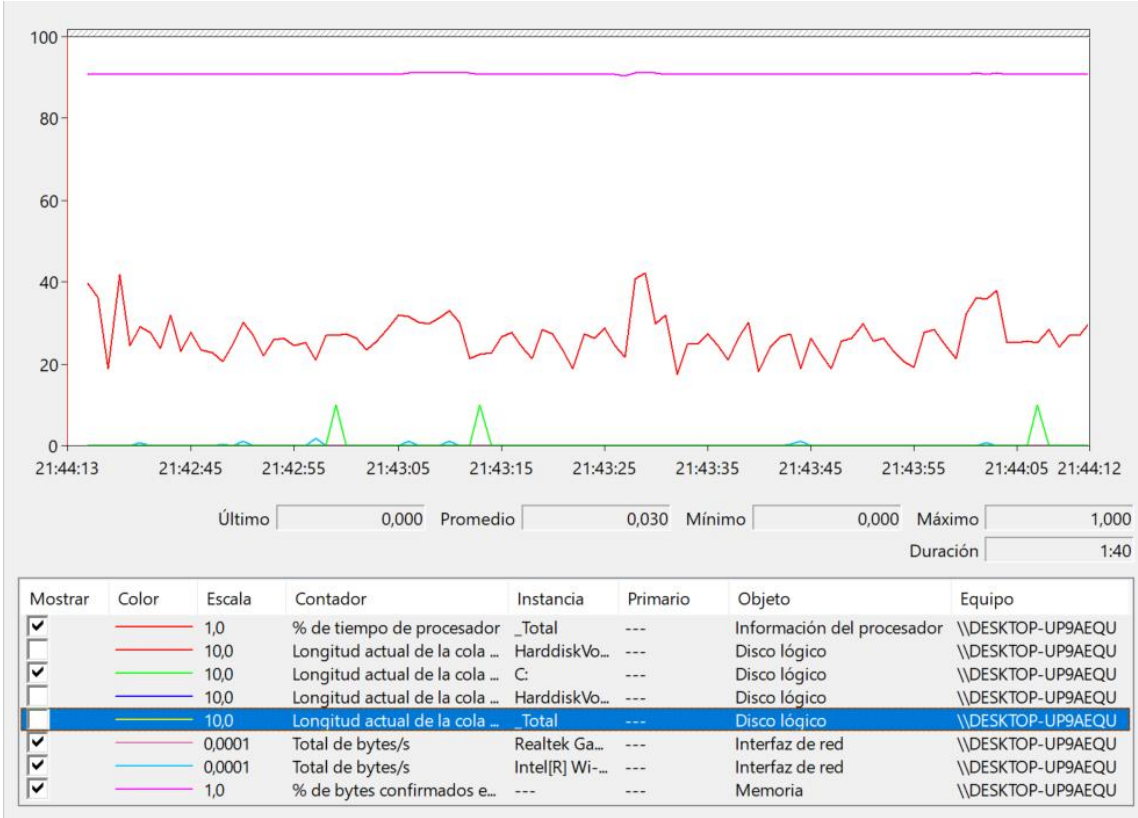 100
80
60
40
20
0
21:44:13 21:42:45 21:42:55 21:43:05 21:43:15 21:43:25 21:43:35 21:43:45 21:43:55 21:44:05 21:44:12
Último 0,000 Promedio 0,030 Mínimo 0,000 Máximo 1,000
Duración 1:40
Mostrar Color Escala Contador Instancia Primario Objeto Equipo
1,0 % de tiempo de procesador _Total --- Información del procesador \\DESKTOP-UP9AEQU
10,0 Longitud actual de la cola ... HarddiskVo... --- Disco lógico \\DESKTOP-UP9AEQU
10,0 Longitud actual de la cola ... C: --- Disco lógico \\DESKTOP-UP9AEQU
10,0 Longitud actual de la cola ... HarddiskVo... --- Disco lógico \\DESKTOP-UP9AEQU
10,0 Longitud actual de la cola ... _Total --- Disco lógico \\DESKTOP-UP9AEQU
0,0001 Total de bytes/s Realtek Ga... --- Interfaz de red \\DESKTOP-UP9AEQU
0,0001 Total de bytes/s Intel[R] Wi-... --- Interfaz de red \\DESKTOP-UP9AEQU
1,0 % de bytes confirmados e... --- --- Memoria \\DESKTOP-UP9AEQU